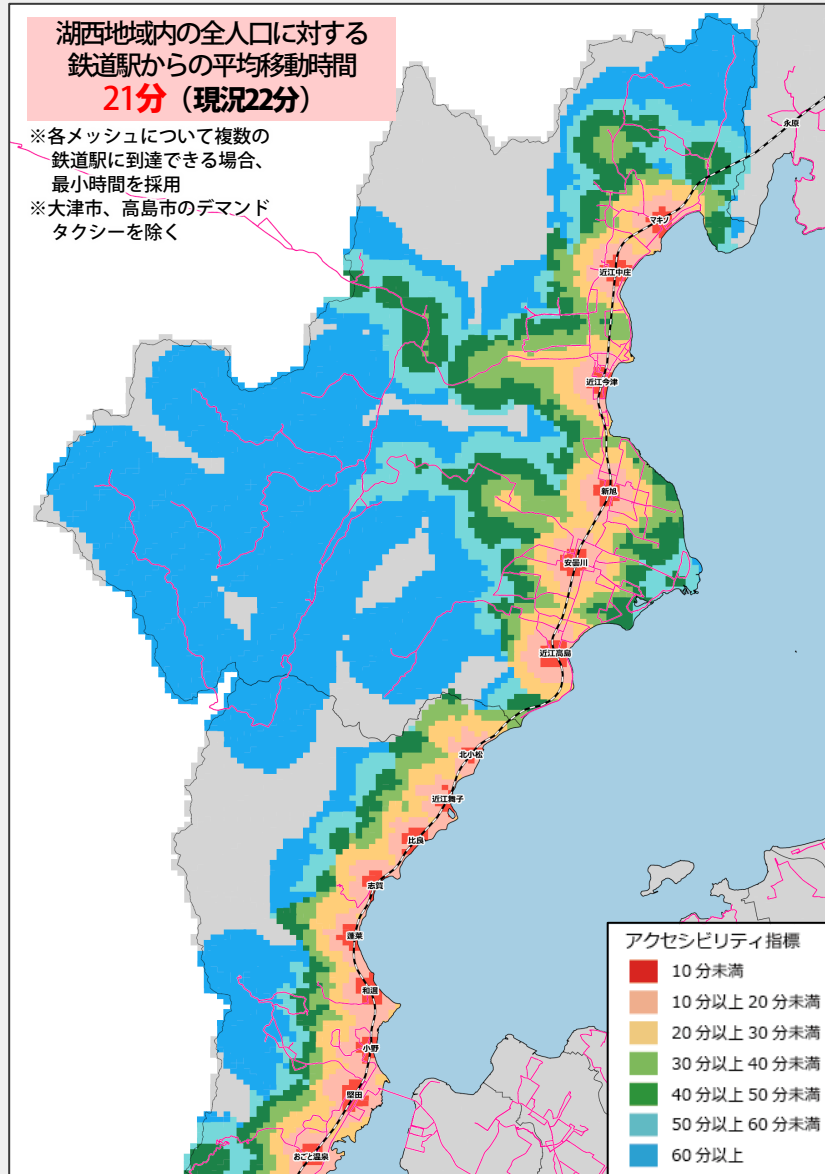 湖西地域内の全人口に対する
鉄道駅からの平均移動時間
21分（現況22分）
※各メッシュについて複数の
鉄道駅に到達できる場合、
最小時間を採用
※大津市、高島市のデマンド
タクシーを除く
永原
マキノ
近江中庄
近江今津
新旭
安曇川
近江高島
北小松
近江舞子
比良
志賀
蓬莱
和邇
小野
堅田
おごと温泉
アクセシビリティ指標
10分未満
10分以上20分未満
20分以上30分未満
30分以上40分未満
40分以上50分未満
50分以上60分未満
60分以上